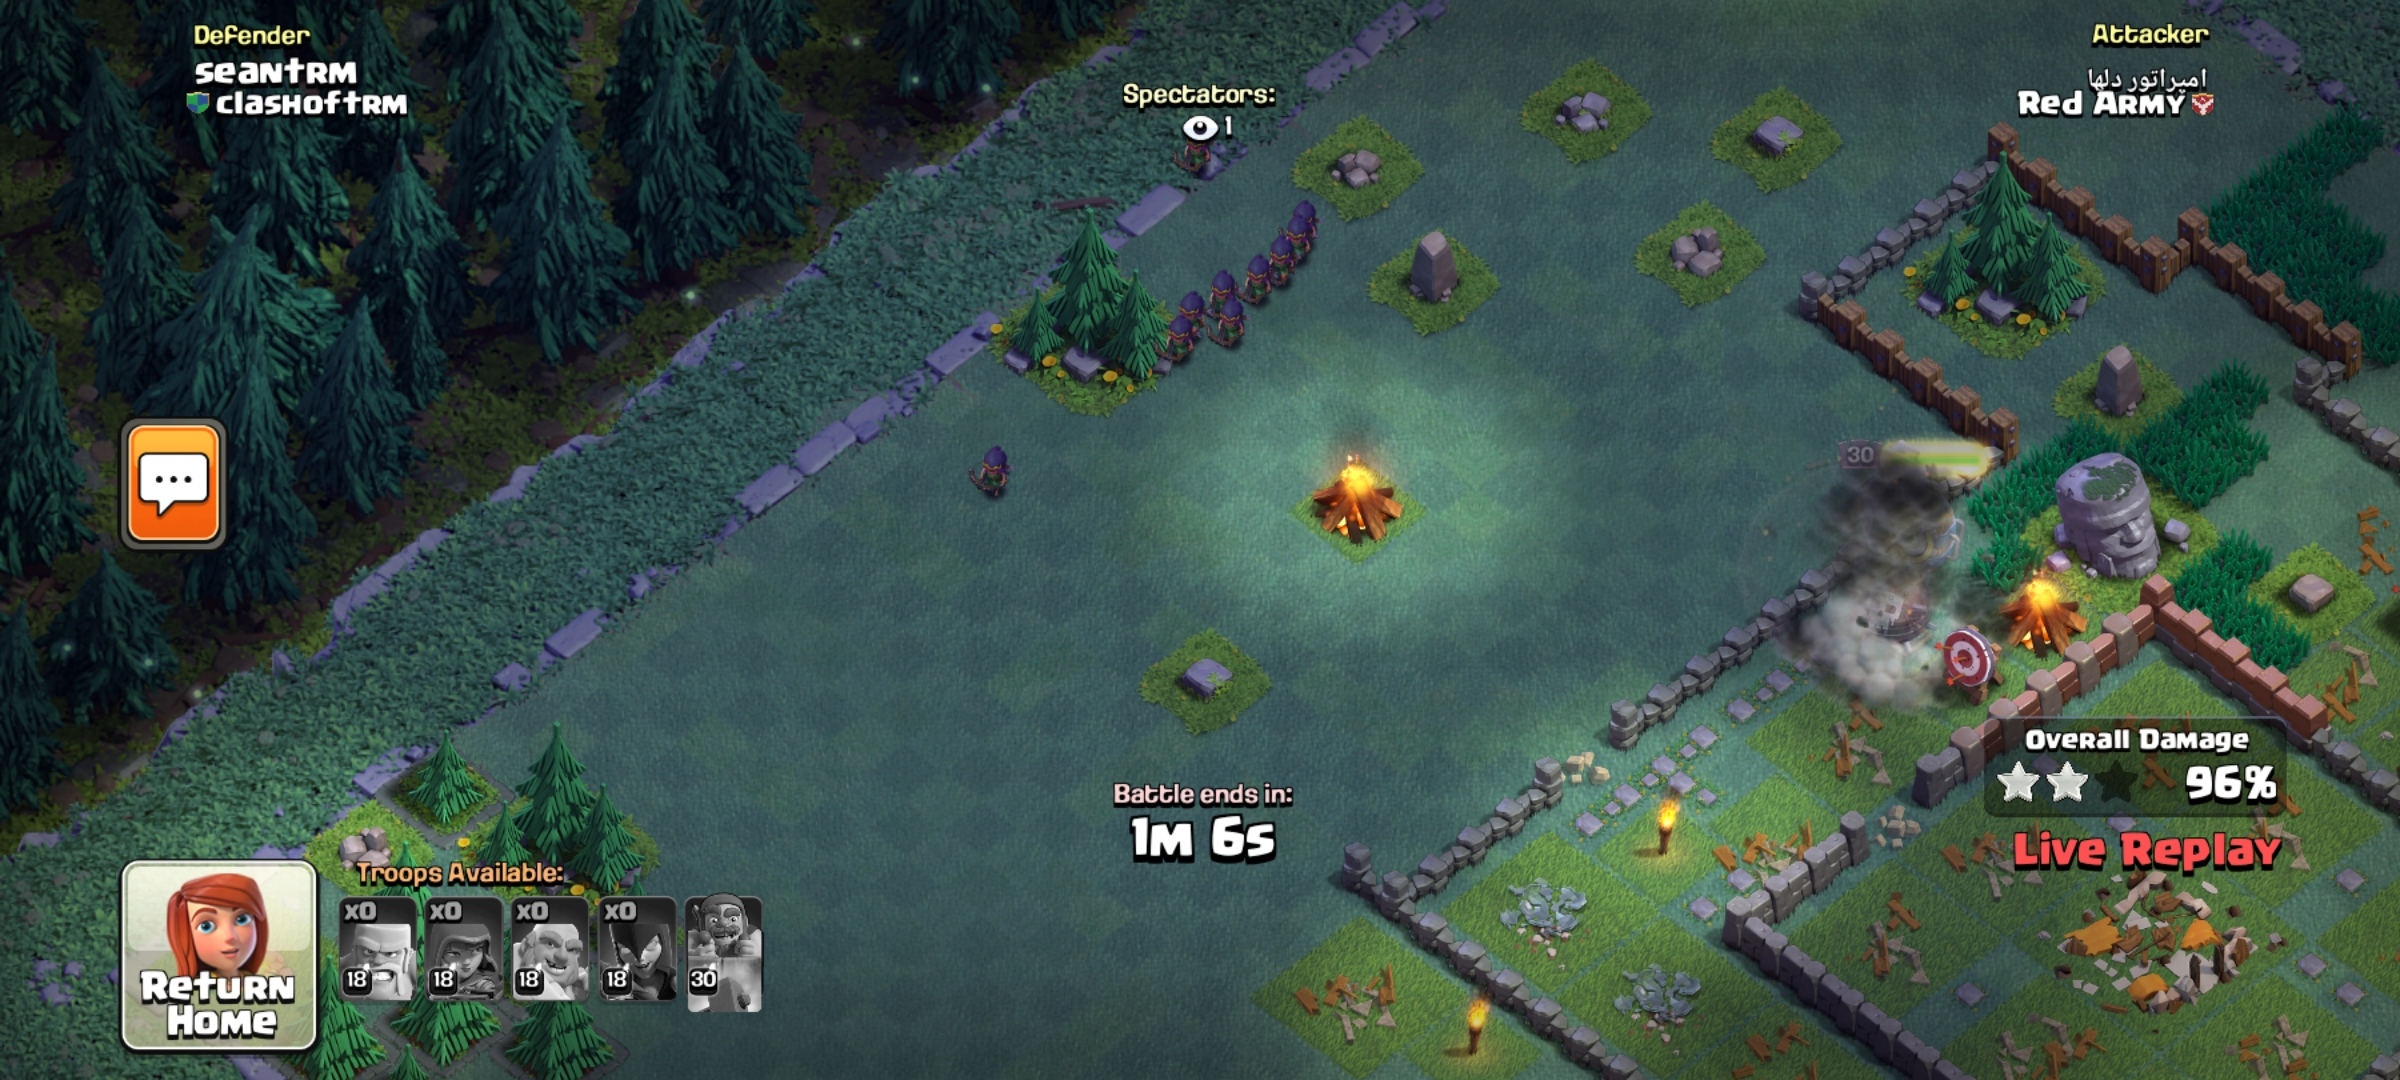 Defender
seantRM
clashoftRM
Spectators:
1
Attacker
امپراتور دلها
Red Army
30
Battle ends in:
1m 6s
Overall Damage
96%
Live Replay
Troops Available:
x0 x0 x0 x0
18 18 18 18 30
Return
Home